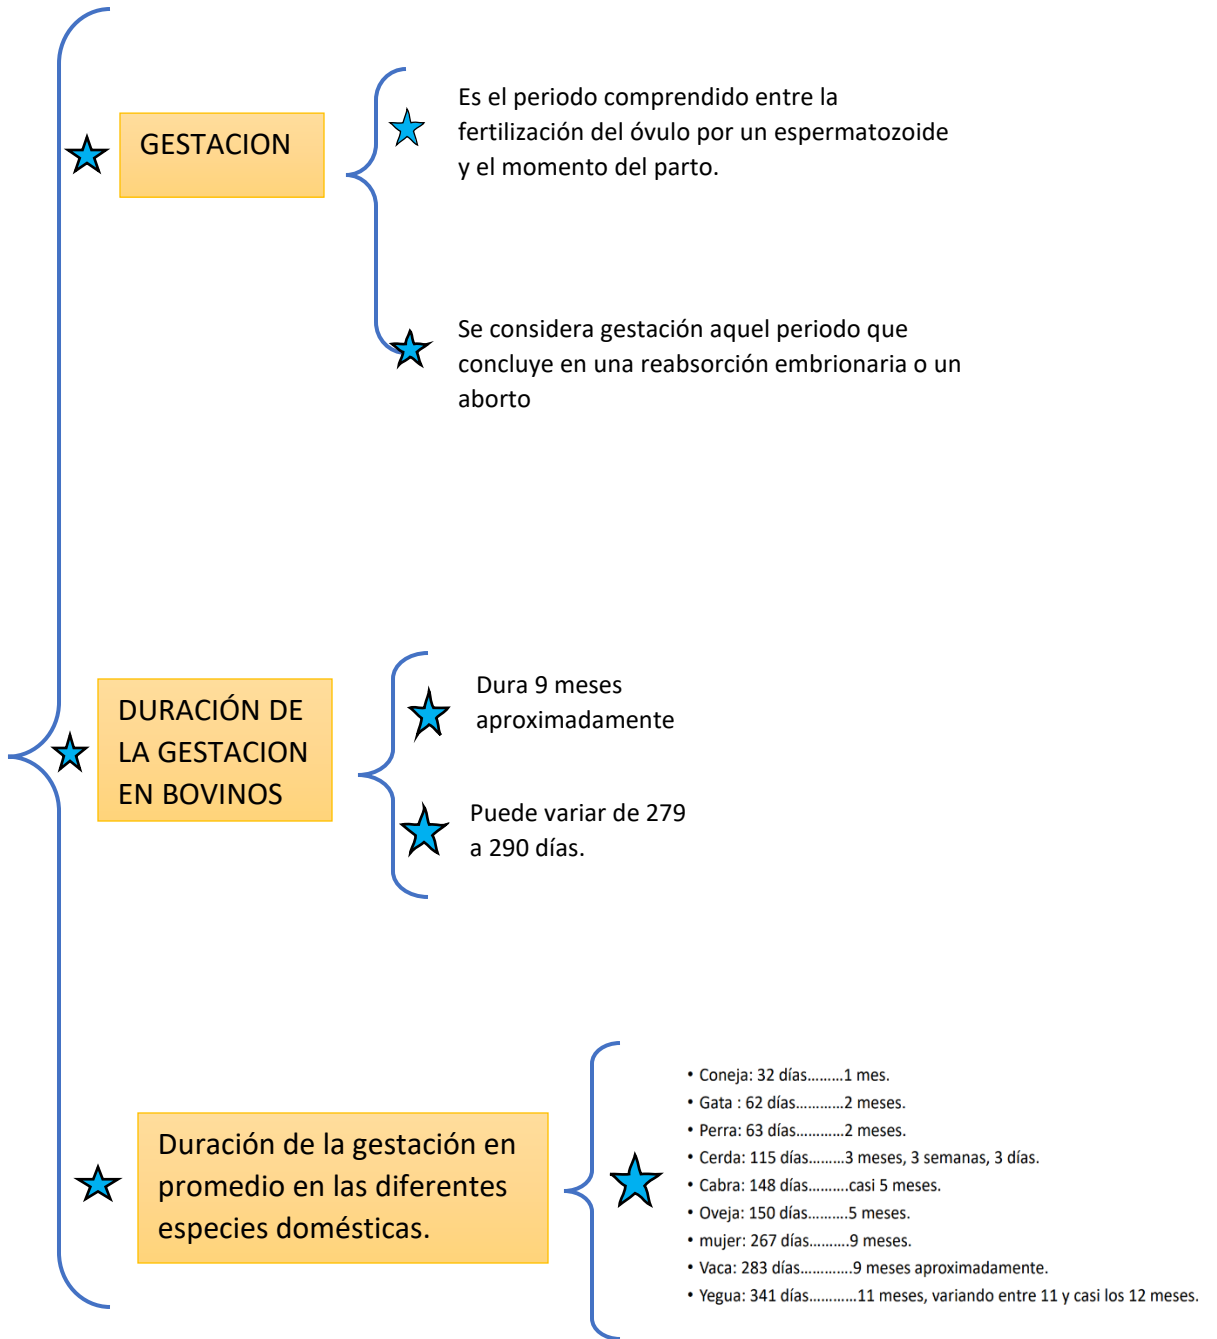 GESTACION
Es el periodo comprendido entre la
fertilización del óvulo por un espermatozoide
y el momento del parto.
Se considera gestación aquel periodo que
concluye en una reabsorción embrionaria o un
aborto
DURACIÓN DE
LA GESTACION
EN BOVINOS
Dura 9 meses
aproximadamente
Puede variar de 279
a 290 días.
Duración de la gestación en
promedio en las diferentes
especies domésticas.
• Coneja: 32 días.........1 mes.
• Gata : 62 días............2 meses.
• Perra: 63 días............2 meses.
• Cerda: 115 días.........3 meses, 3 semanas, 3 días.
• Cabra: 148 días..........casi 5 meses.
• Oveja: 150 días..........5 meses.
• mujer: 267 días..........9 meses.
• Vaca: 283 días.............9 meses aproximadamente.
• Yegua: 341 días............11 meses, variando entre 11 y casi los 12 meses.